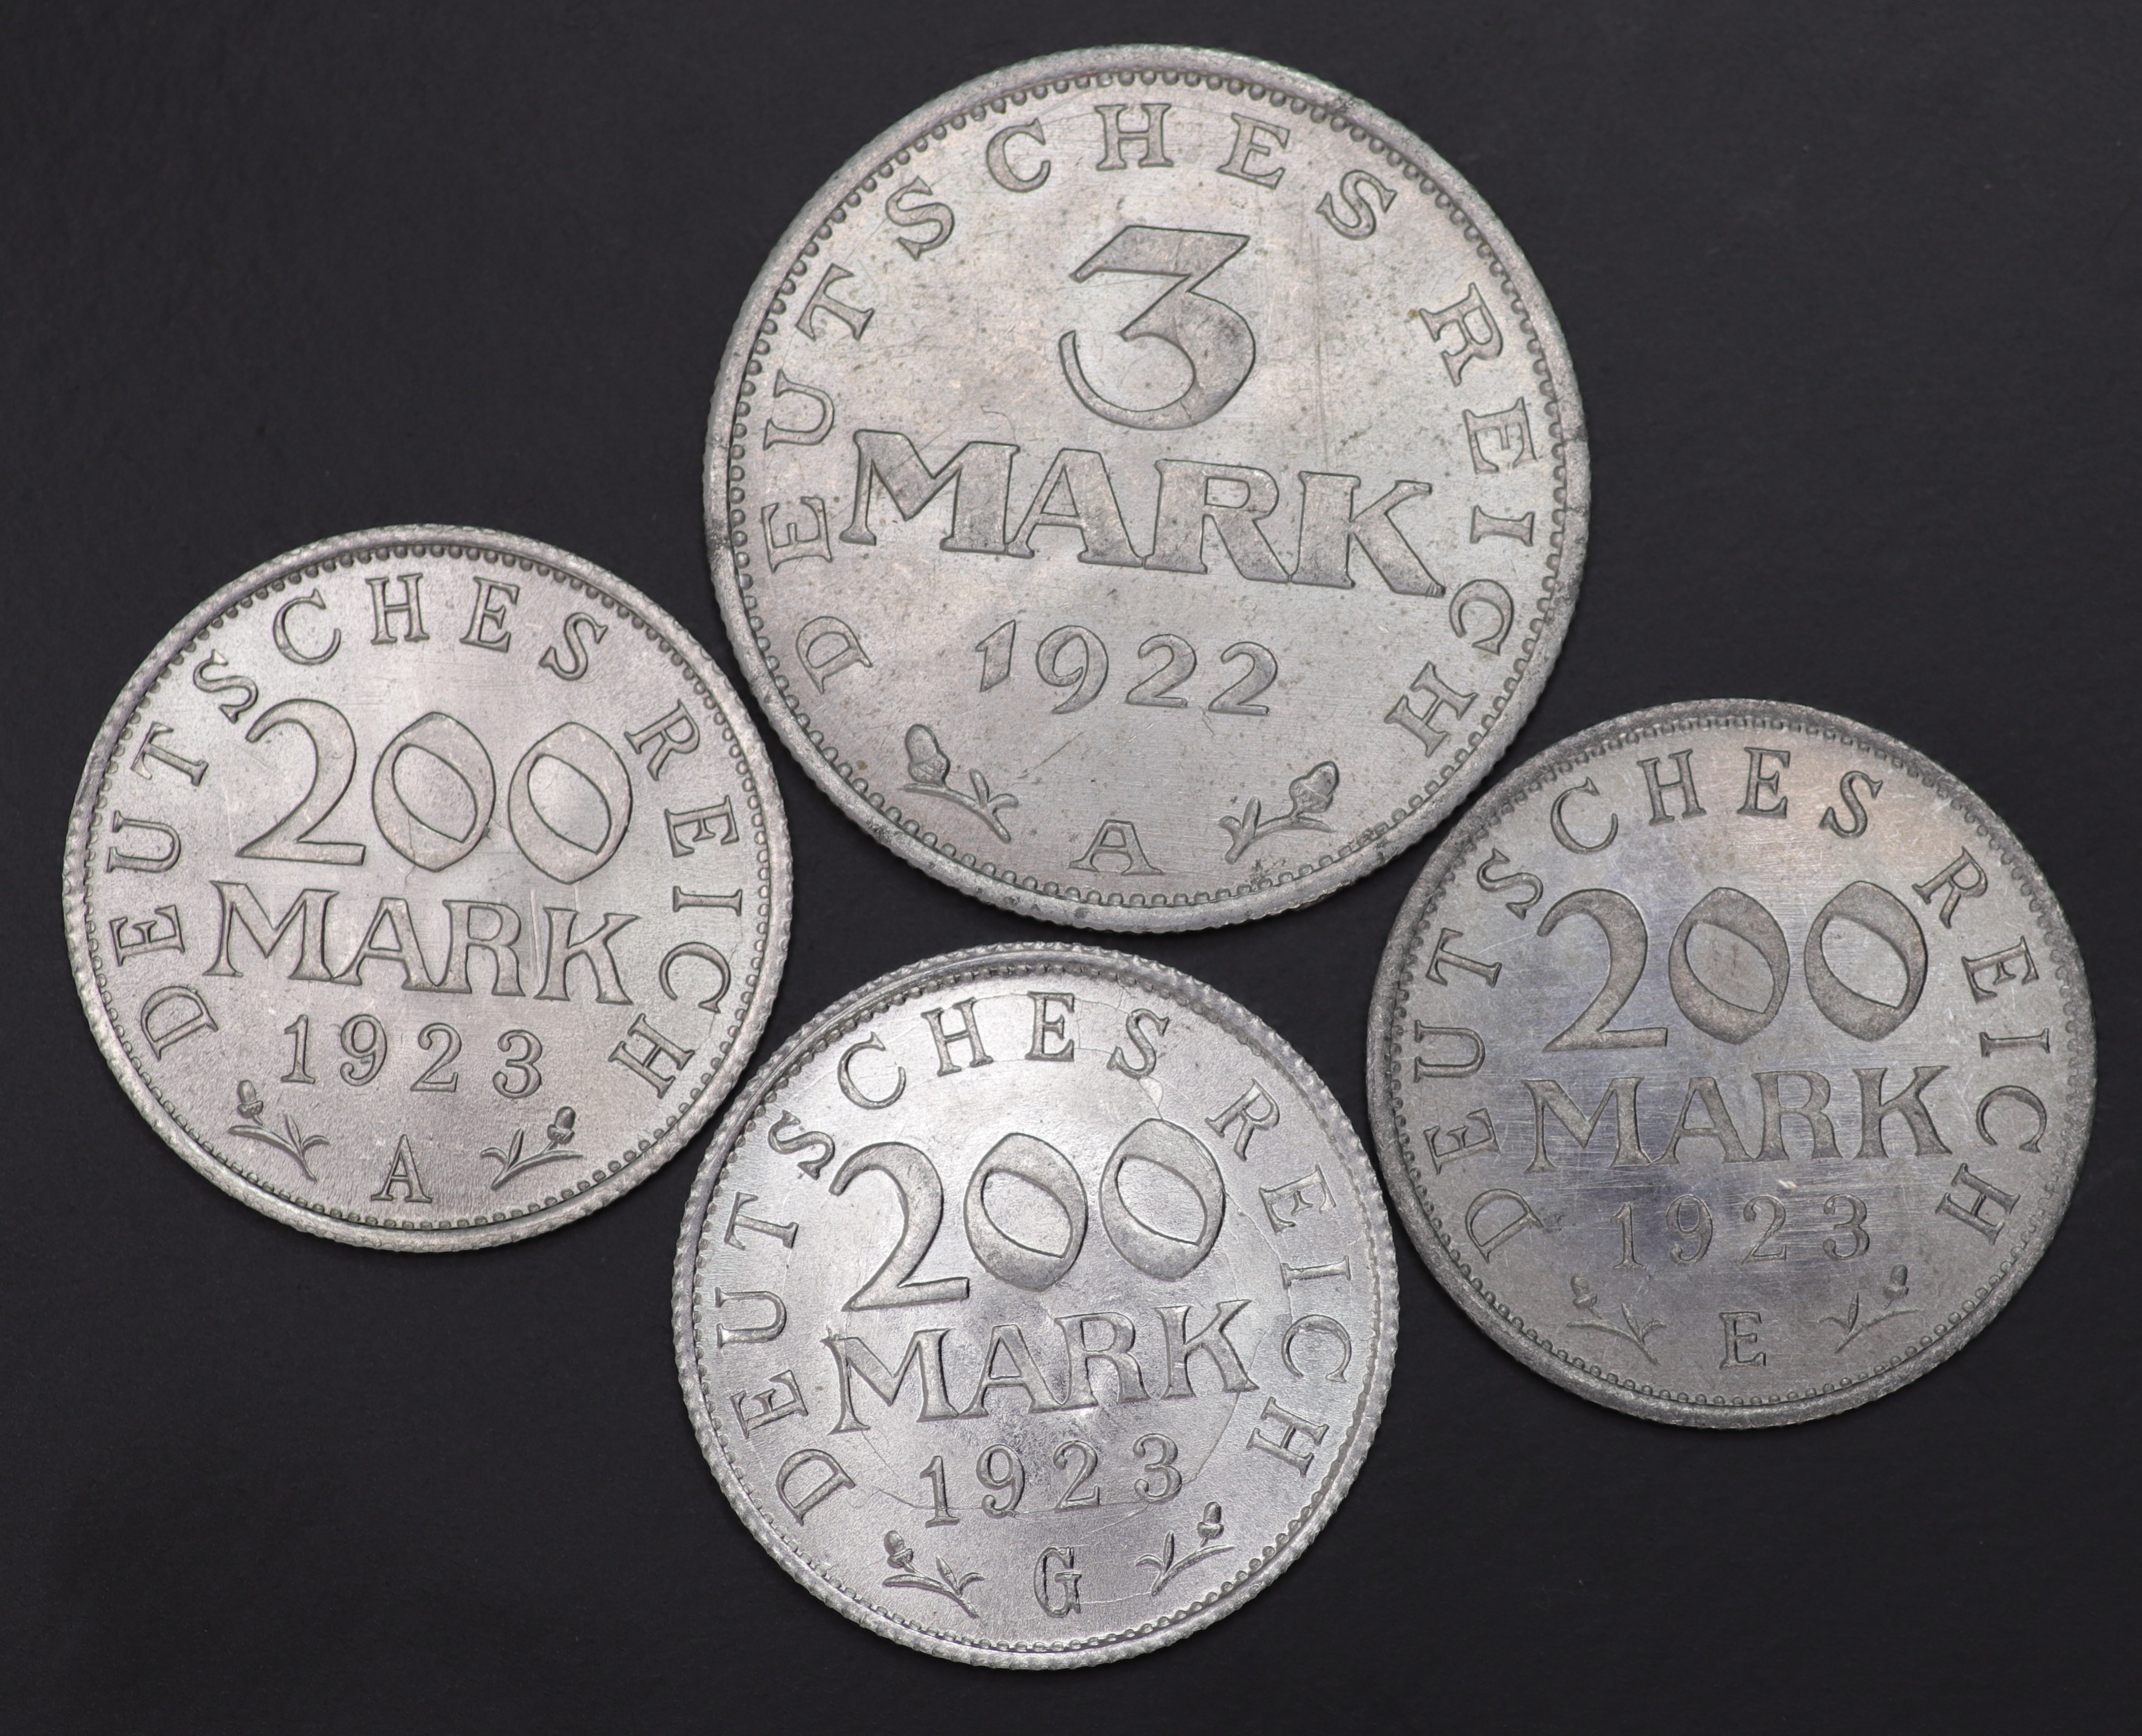 DEUTSCHES REICH
3
MARK
1922
A
DEUTSCHES REICH
200
MARK
1923
A
DEUTSCHES REICH
200
MARK
1923
G
DEUTSCHES REICH
200
MARK
1923
E